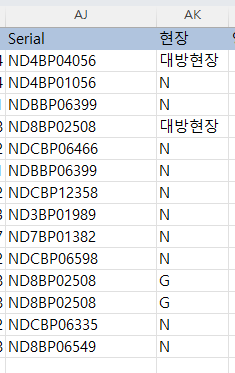 AJ AK
Serial 현장
ND4BP04056 대방현장
ND4BP01056 N
NDBBP06399 N
ND8BP02508 대방현장
NDCBP06466 N
NDBBP06399 N
NDCBP12358 N
ND3BP01989 N
ND7BP01382 N
NDCBP06598 N
ND8BP02508 G
ND8BP02508 G
NDCBP06335 N
ND8BP06549 N